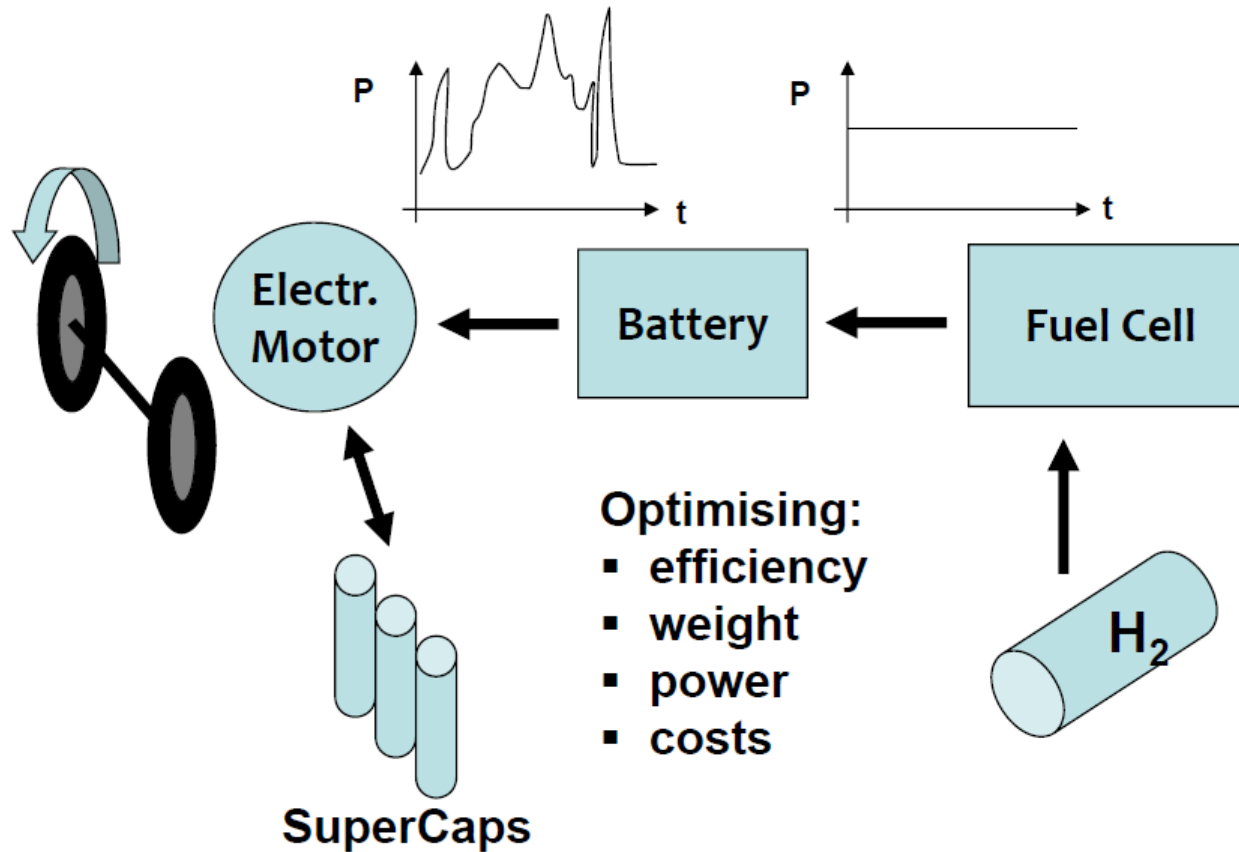 P
t
P
t
Electr.
Motor
Battery
Fuel Cell
Optimising:
▪ efficiency
▪ weight
▪ power
▪ costs
H₂
SuperCaps